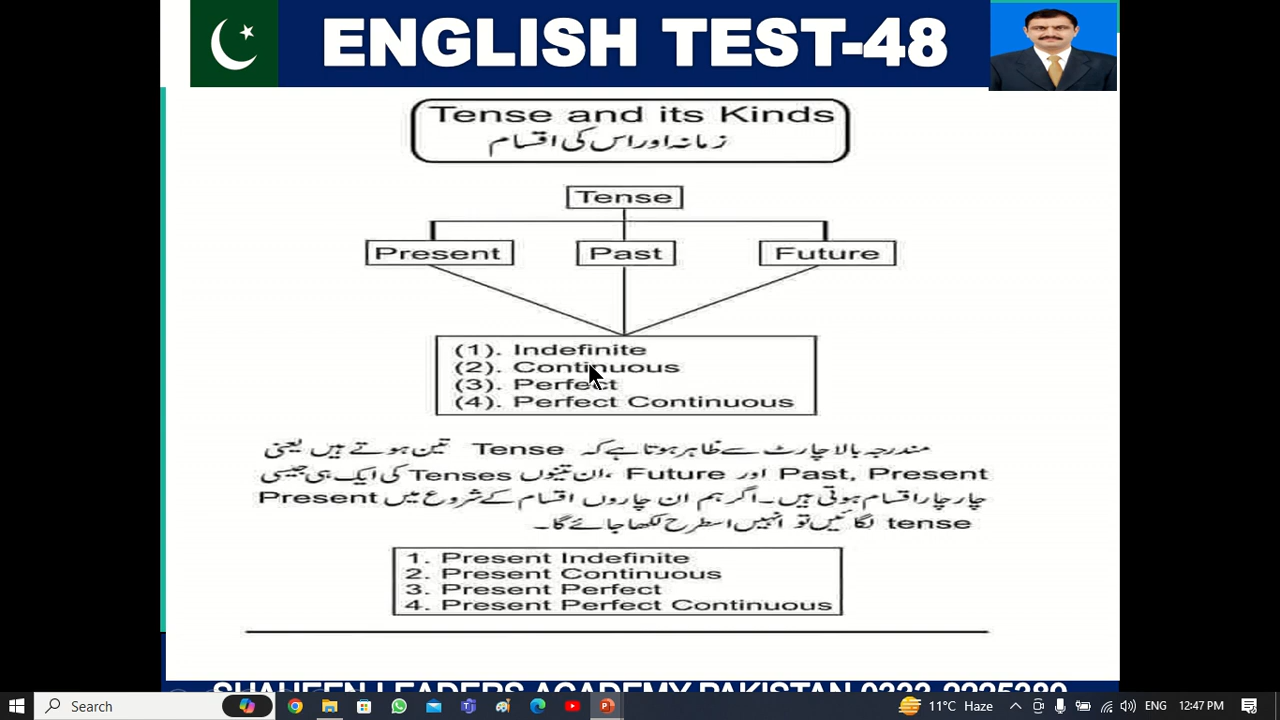 ENGLISH TEST-48
Tense and its Kinds
زمانہ اور اس کی اقسام
Tense
Present Past Future
(1). Indefinite
(2). Continuous
(3). Perfect
(4). Perfect Continuous
مندرجہ بالا چارٹ سے ظاہر ہوتا ہے کہ Tense تین ہوتے ہیں یعنی
Past, Present اور Future ،ان تینوں Tenses کی ایک ہی جیسی
چار چار اقسام ہوتی ہیں۔ اگر ہم ان چاروں اقسام کے شروع میں Present
tense لگائیں تو انہیں اسطرح لکھا جائے گا۔
1. Present Indefinite
2. Present Continuous
3. Present Perfect
4. Present Perfect Continuous
SHAHEEN LEADERS ACADEMY PAKISTAN
Search
11°C Haze
12:47 PM